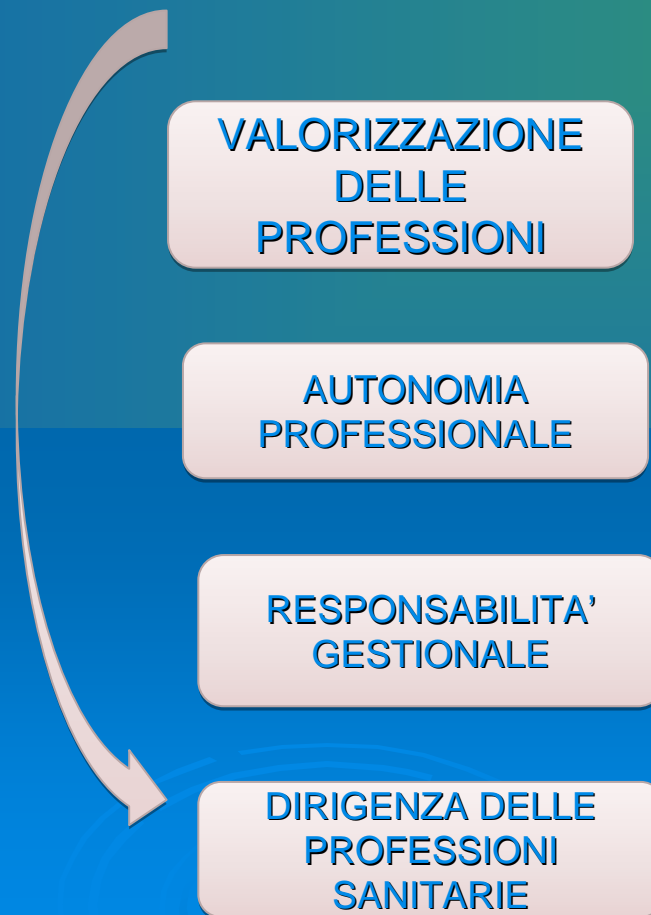 VALORIZZAZIONE
DELLE
PROFESSIONI
AUTONOMIA
PROFESSIONALE
RESPONSABILITA’
GESTIONALE
DIRIGENZA DELLE
PROFESSIONI
SANITARIE